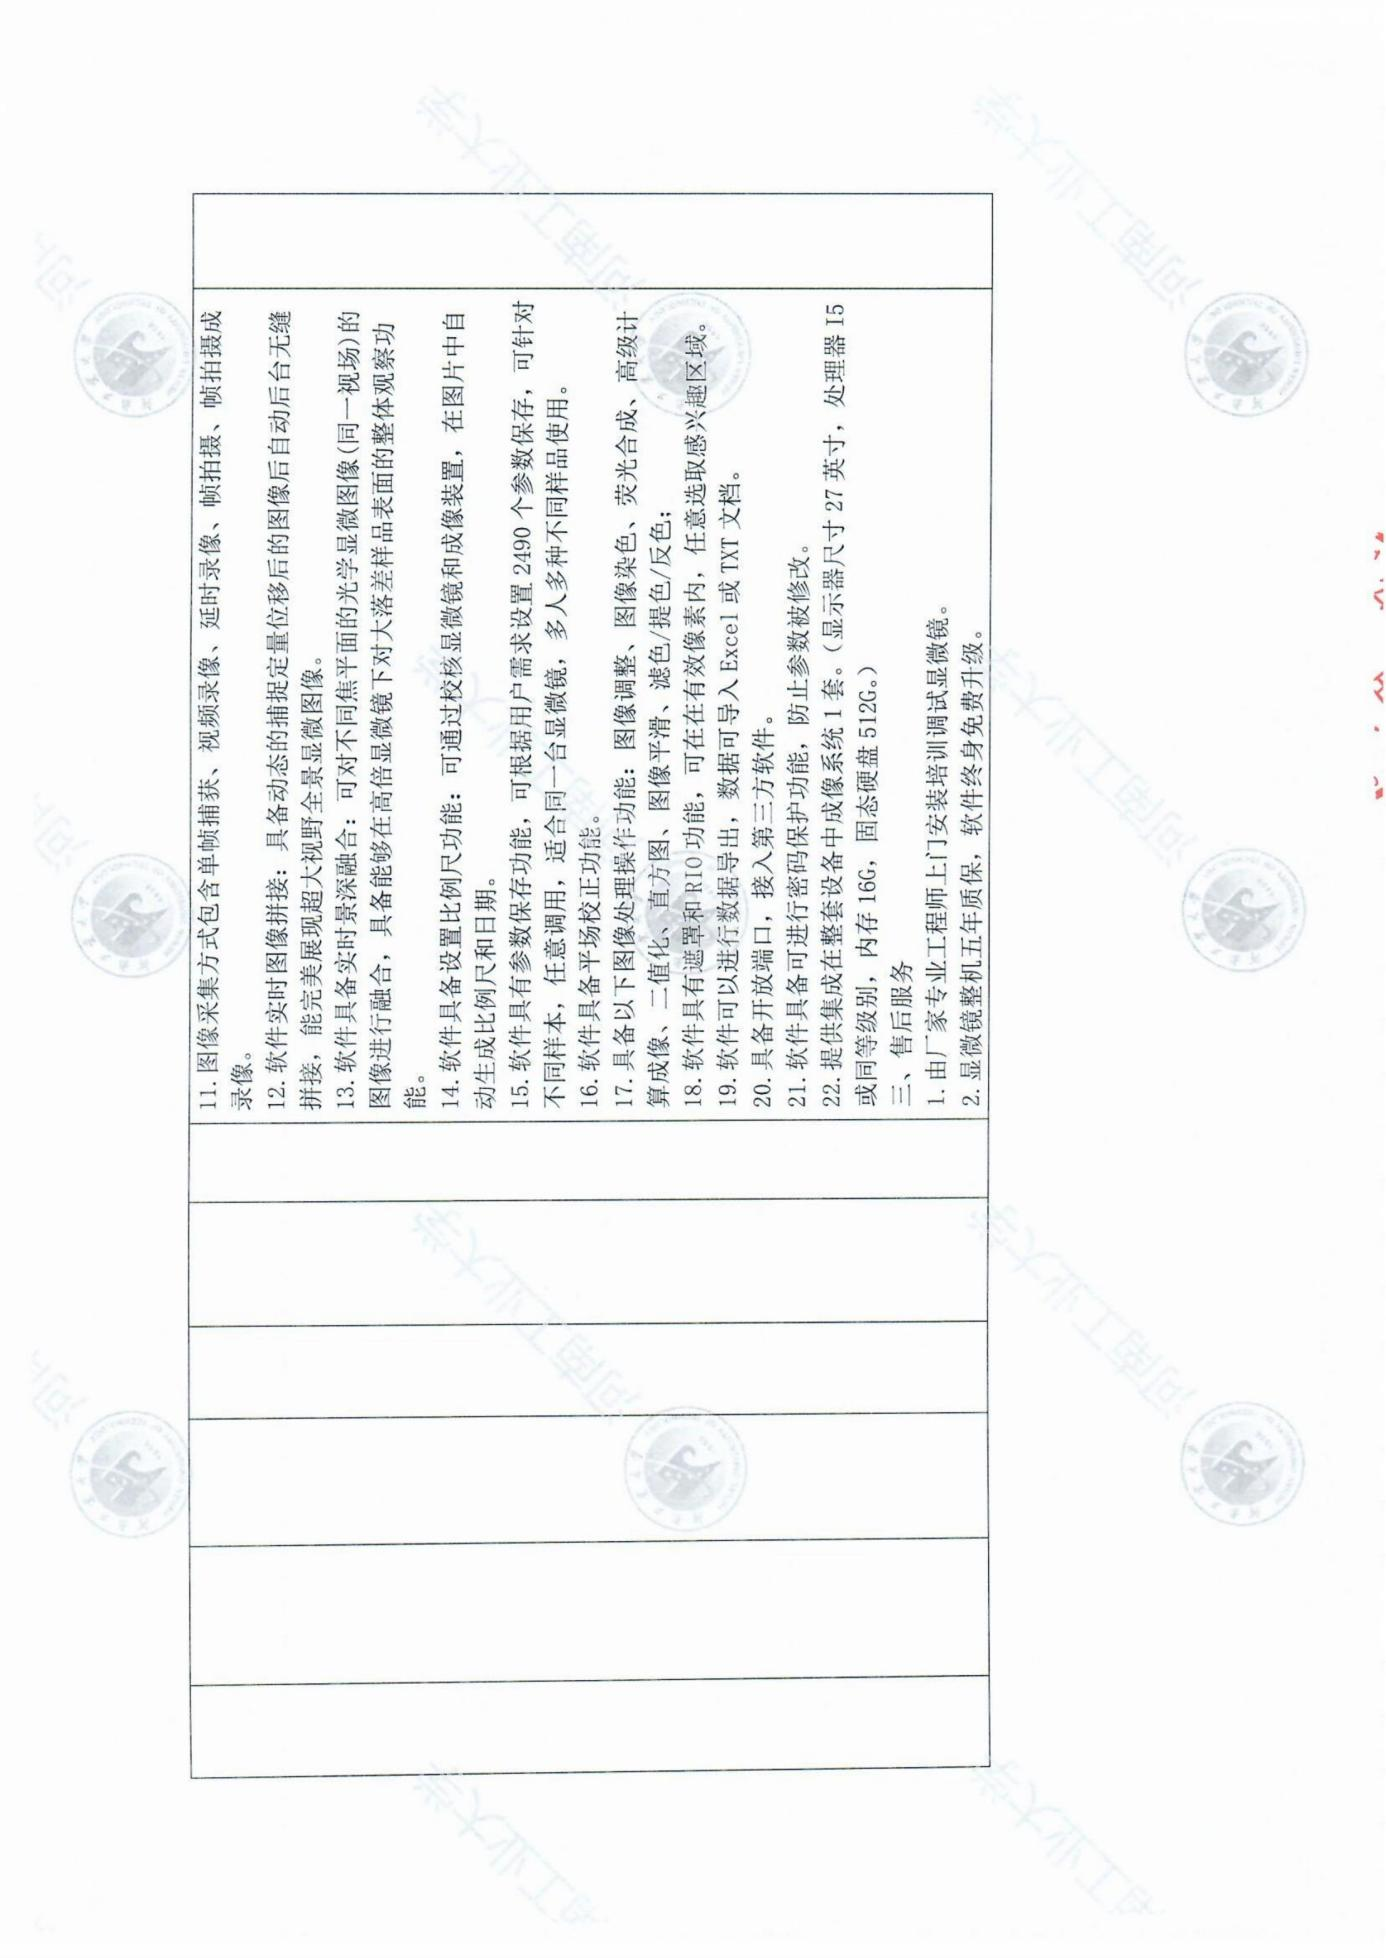 11. 图像采集方式包含单帧捕获、视频录像、延时录像、帧拍摄、帧拍摄成
录像。
12. 软件实时图像拼接：具备动态的捕捉定量位移后的图像后自动后台无缝
拼接，能完美展现超大视野全景显微图像。
13. 软件具备实时景深融合：可对不同焦平面的光学显微图像(同一视场)的
图像进行融合，具备能够在高倍显微镜下对大落差样品表面的整体观察功
能。
14. 软件具备设置比例尺功能：可通过校核显微镜和成像装置，在图片中自
动生成比例尺和日期。
15. 软件具有参数保存功能，可根据用户需求设置 2490 个参数保存，可针对
不同样本，任意调用，适合同一台显微镜，多人多种不同样品使用。
16. 软件具备平场校正功能。
17. 具备以下图像处理操作功能：图像调整、图像染色、荧光合成、高级计
算成像、二值化、直方图、图像平滑、滤色/提色/反色；
18. 软件具有遮罩和 RIO 功能，可在在有效像素内，任意选取感兴趣区域。
19. 软件可以进行数据导出，数据可导入 Excel 或 TXT 文档。
20. 具备开放端口，接入第三方软件。
21. 软件具备可进行密码保护功能，防止参数被修改。
22. 提供集成在整套设备中成像系统 1 套。（显示器尺寸 27 英寸，处理器 I5
或同等级别，内存 16G，固态硬盘 512G。）
三、售后服务
1. 由厂家专业工程师上门安装培训调试显微镜。
2. 显微镜整机五年质保，软件终身免费升级。
河南工业大学